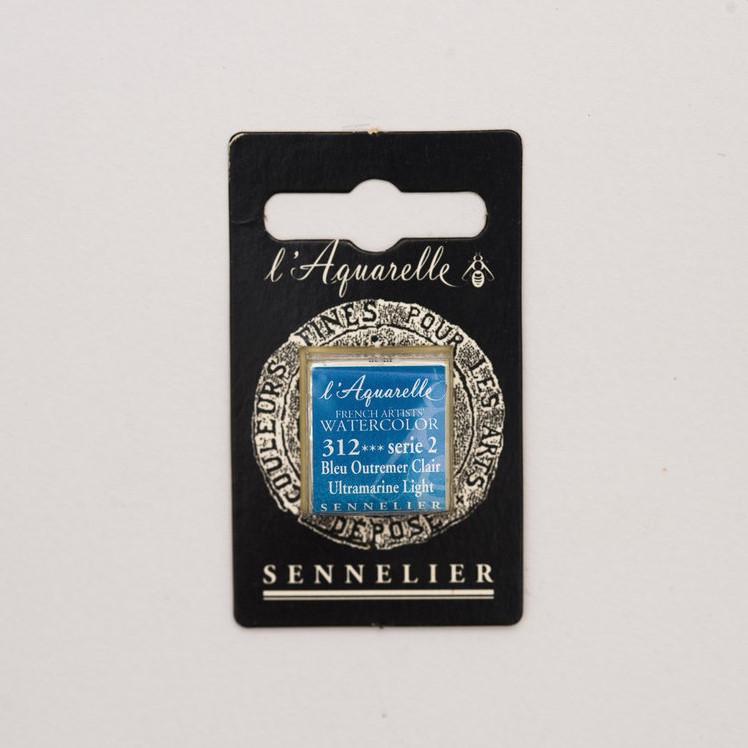 l'Aquarelle
COULEURS FINES POUR LES ARTS
DÉPOSÉ
l'Aquarelle
FRENCH ARTISTS'
WATERCOLOR
312*** serie 2
Bleu Outremer Clair
Ultramarine Light
SENNELIER
SENNELIER